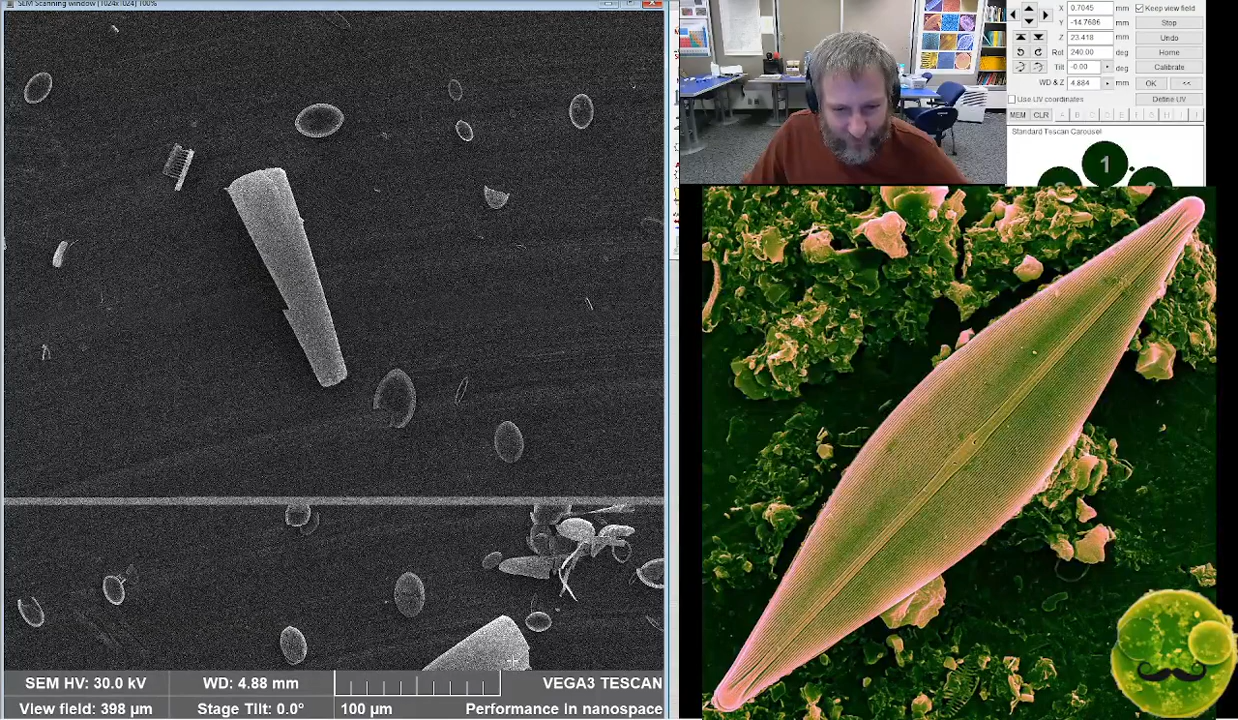 SEM Scanning window [1024x1024] 100%
SEM HV: 30.0 kV
WD: 4.88 mm
VEGA3 TESCAN
View field: 398 µm
Stage Tilt: 0.0°
100 µm
Performance in nanospace
X 0.7045 mm Keep view field
Y -14.7686 mm Stop
Z 23.418 mm Undo
Rot 240.00 deg Home
Tilt -0.00 deg Calibrate
WD & Z 4.884 mm OK <<
Use UV coordinates Define UV
MEM CLR
Standard Tescan Carousel
1